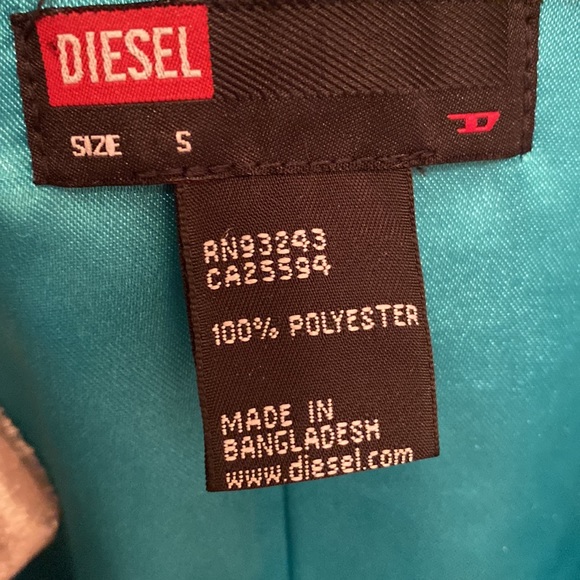 DIESEL
SIZE S
D
RN93243
CA25594
100% POLYESTER
MADE IN
BANGLADESH
www.diesel.com